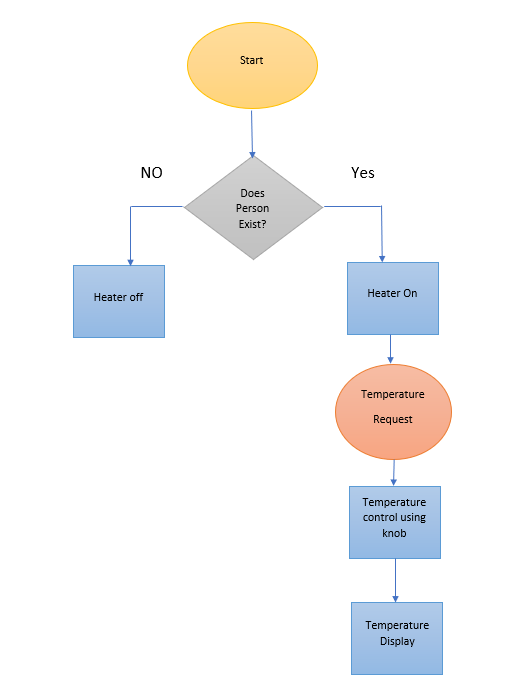 Start
NO
Yes
Does
Person
Exist?
Heater off
Heater On
Temperature
Request
Temperature
control using
knob
Temperature
Display